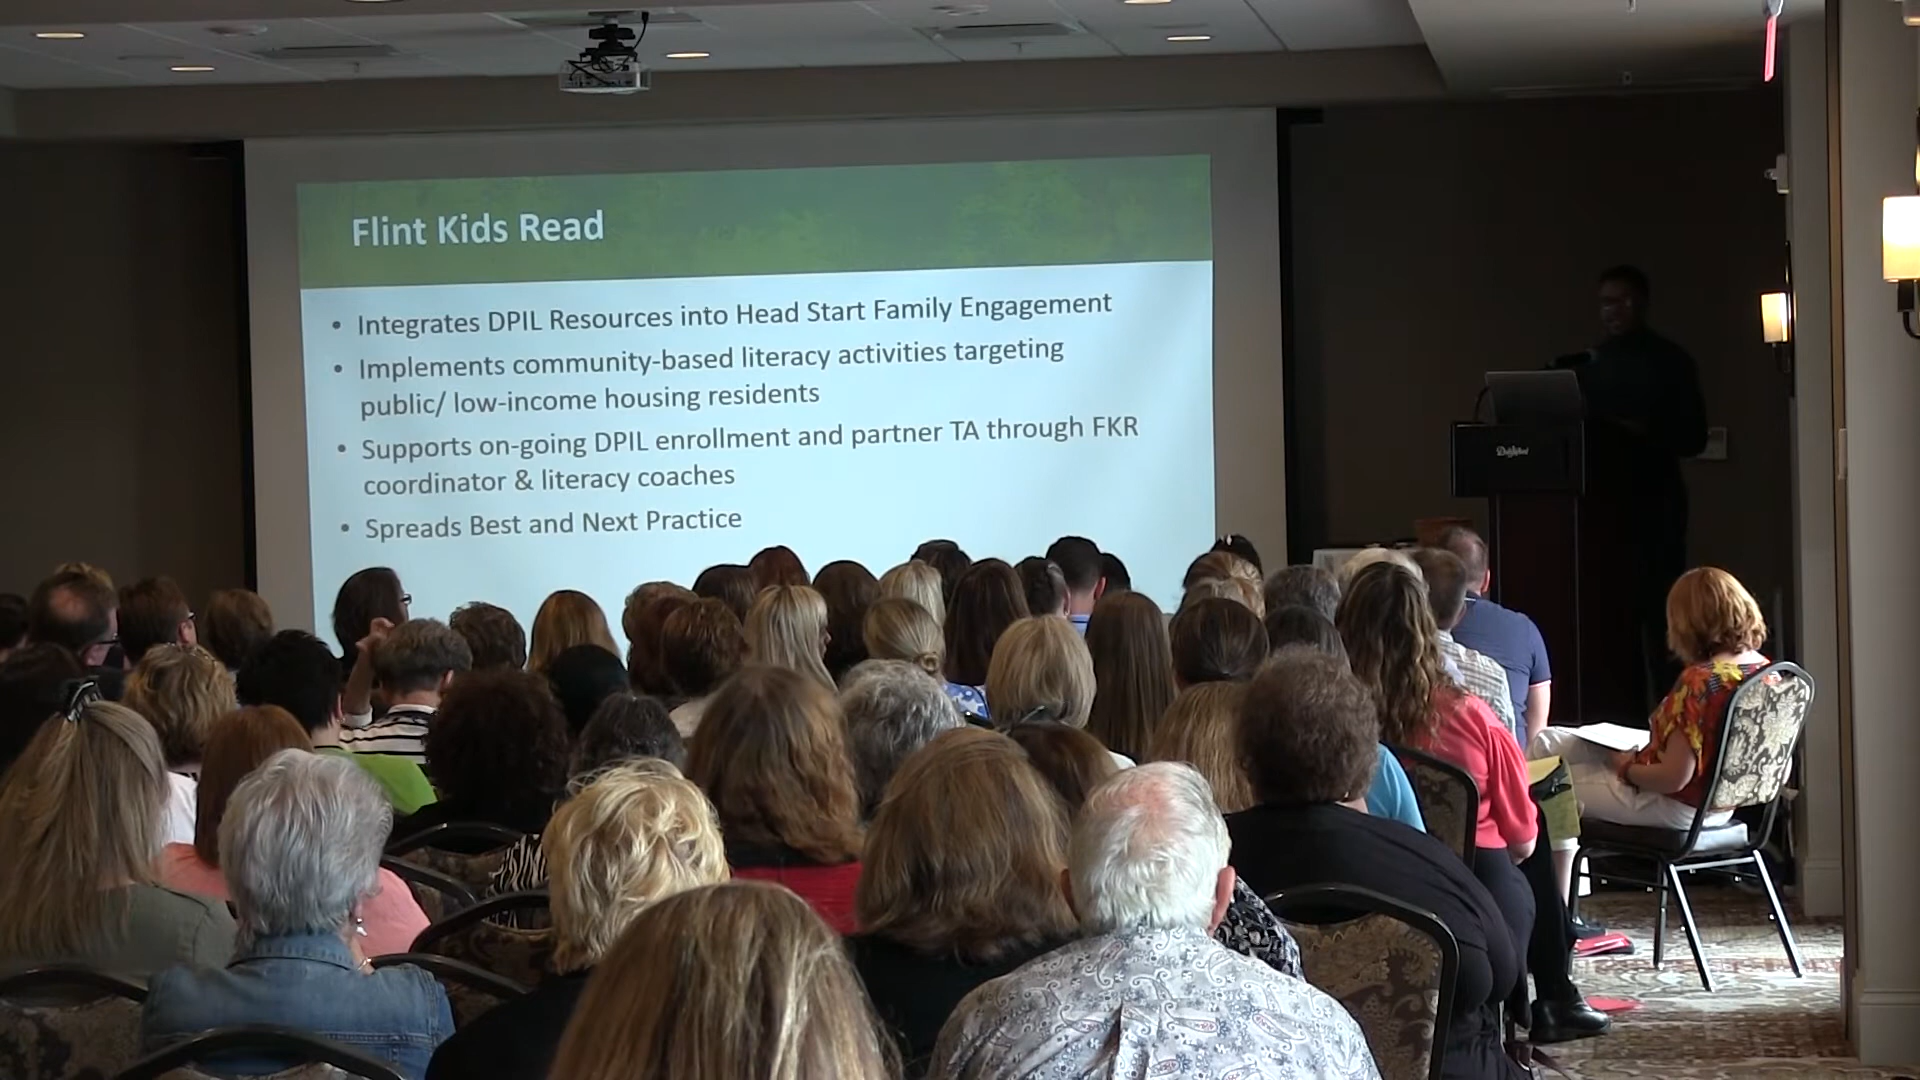 Flint Kids Read
• Integrates DPIL Resources into Head Start Family Engagement
• Implements community-based literacy activities targeting
public/ low-income housing residents
• Supports on-going DPIL enrollment and partner TA through FKR
coordinator & literacy coaches
• Spreads Best and Next Practice